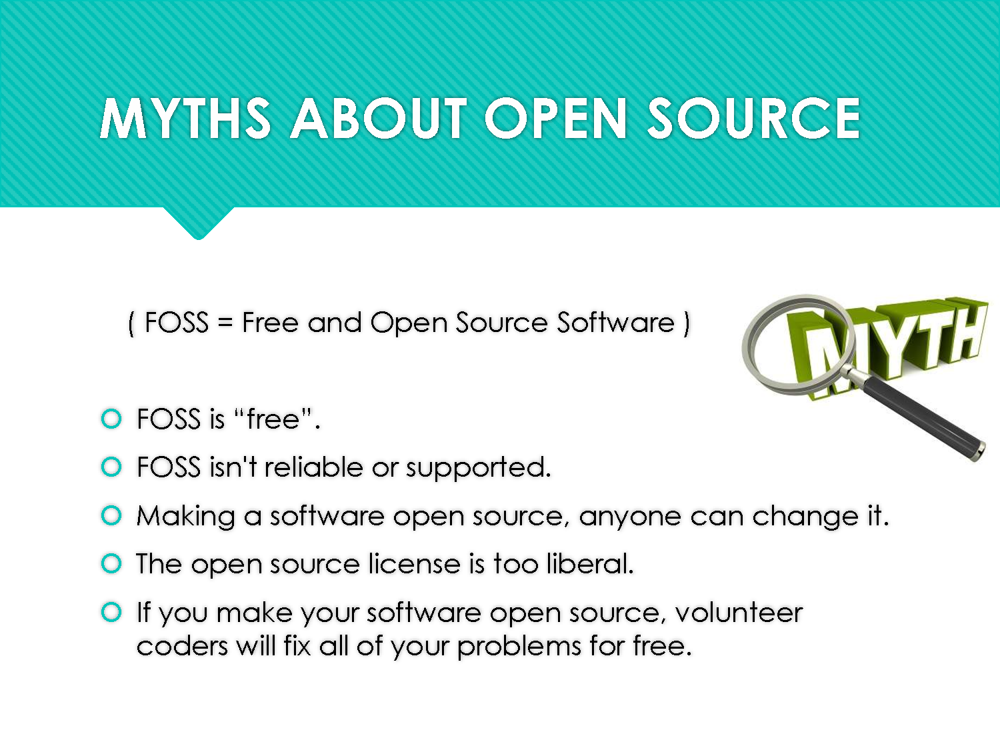 MYTHS ABOUT OPEN SOURCE
( FOSS = Free and Open Source Software )
MYTH
FOSS is “free”.
FOSS isn't reliable or supported.
Making a software open source, anyone can change it.
The open source license is too liberal.
If you make your software open source, volunteer
coders will fix all of your problems for free.